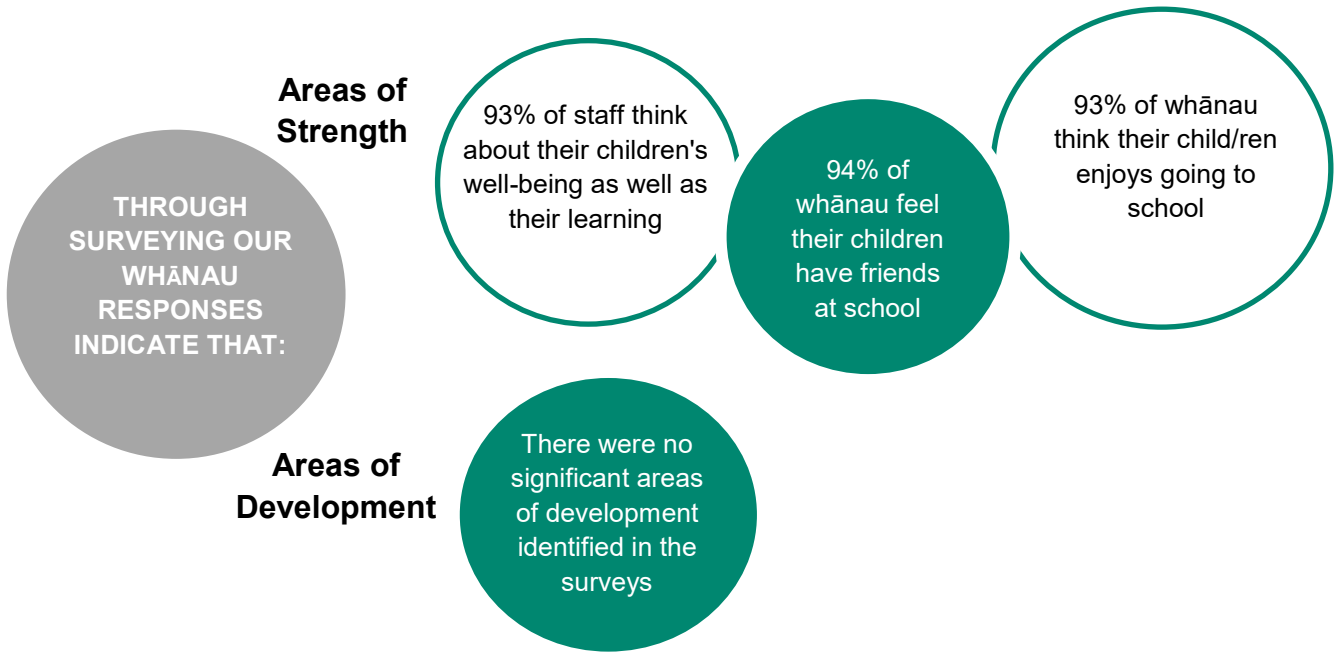 THROUGH
SURVEYING OUR
WHĀNAU
RESPONSES
INDICATE THAT:
Areas of
Strength
93% of staff think
about their children's
well-being as well as
their learning
94% of
whānau feel
their children
have friends
at school
93% of whānau
think their child/ren
enjoys going to
school
Areas of
Development
There were no
significant areas
of development
identified in the
surveys